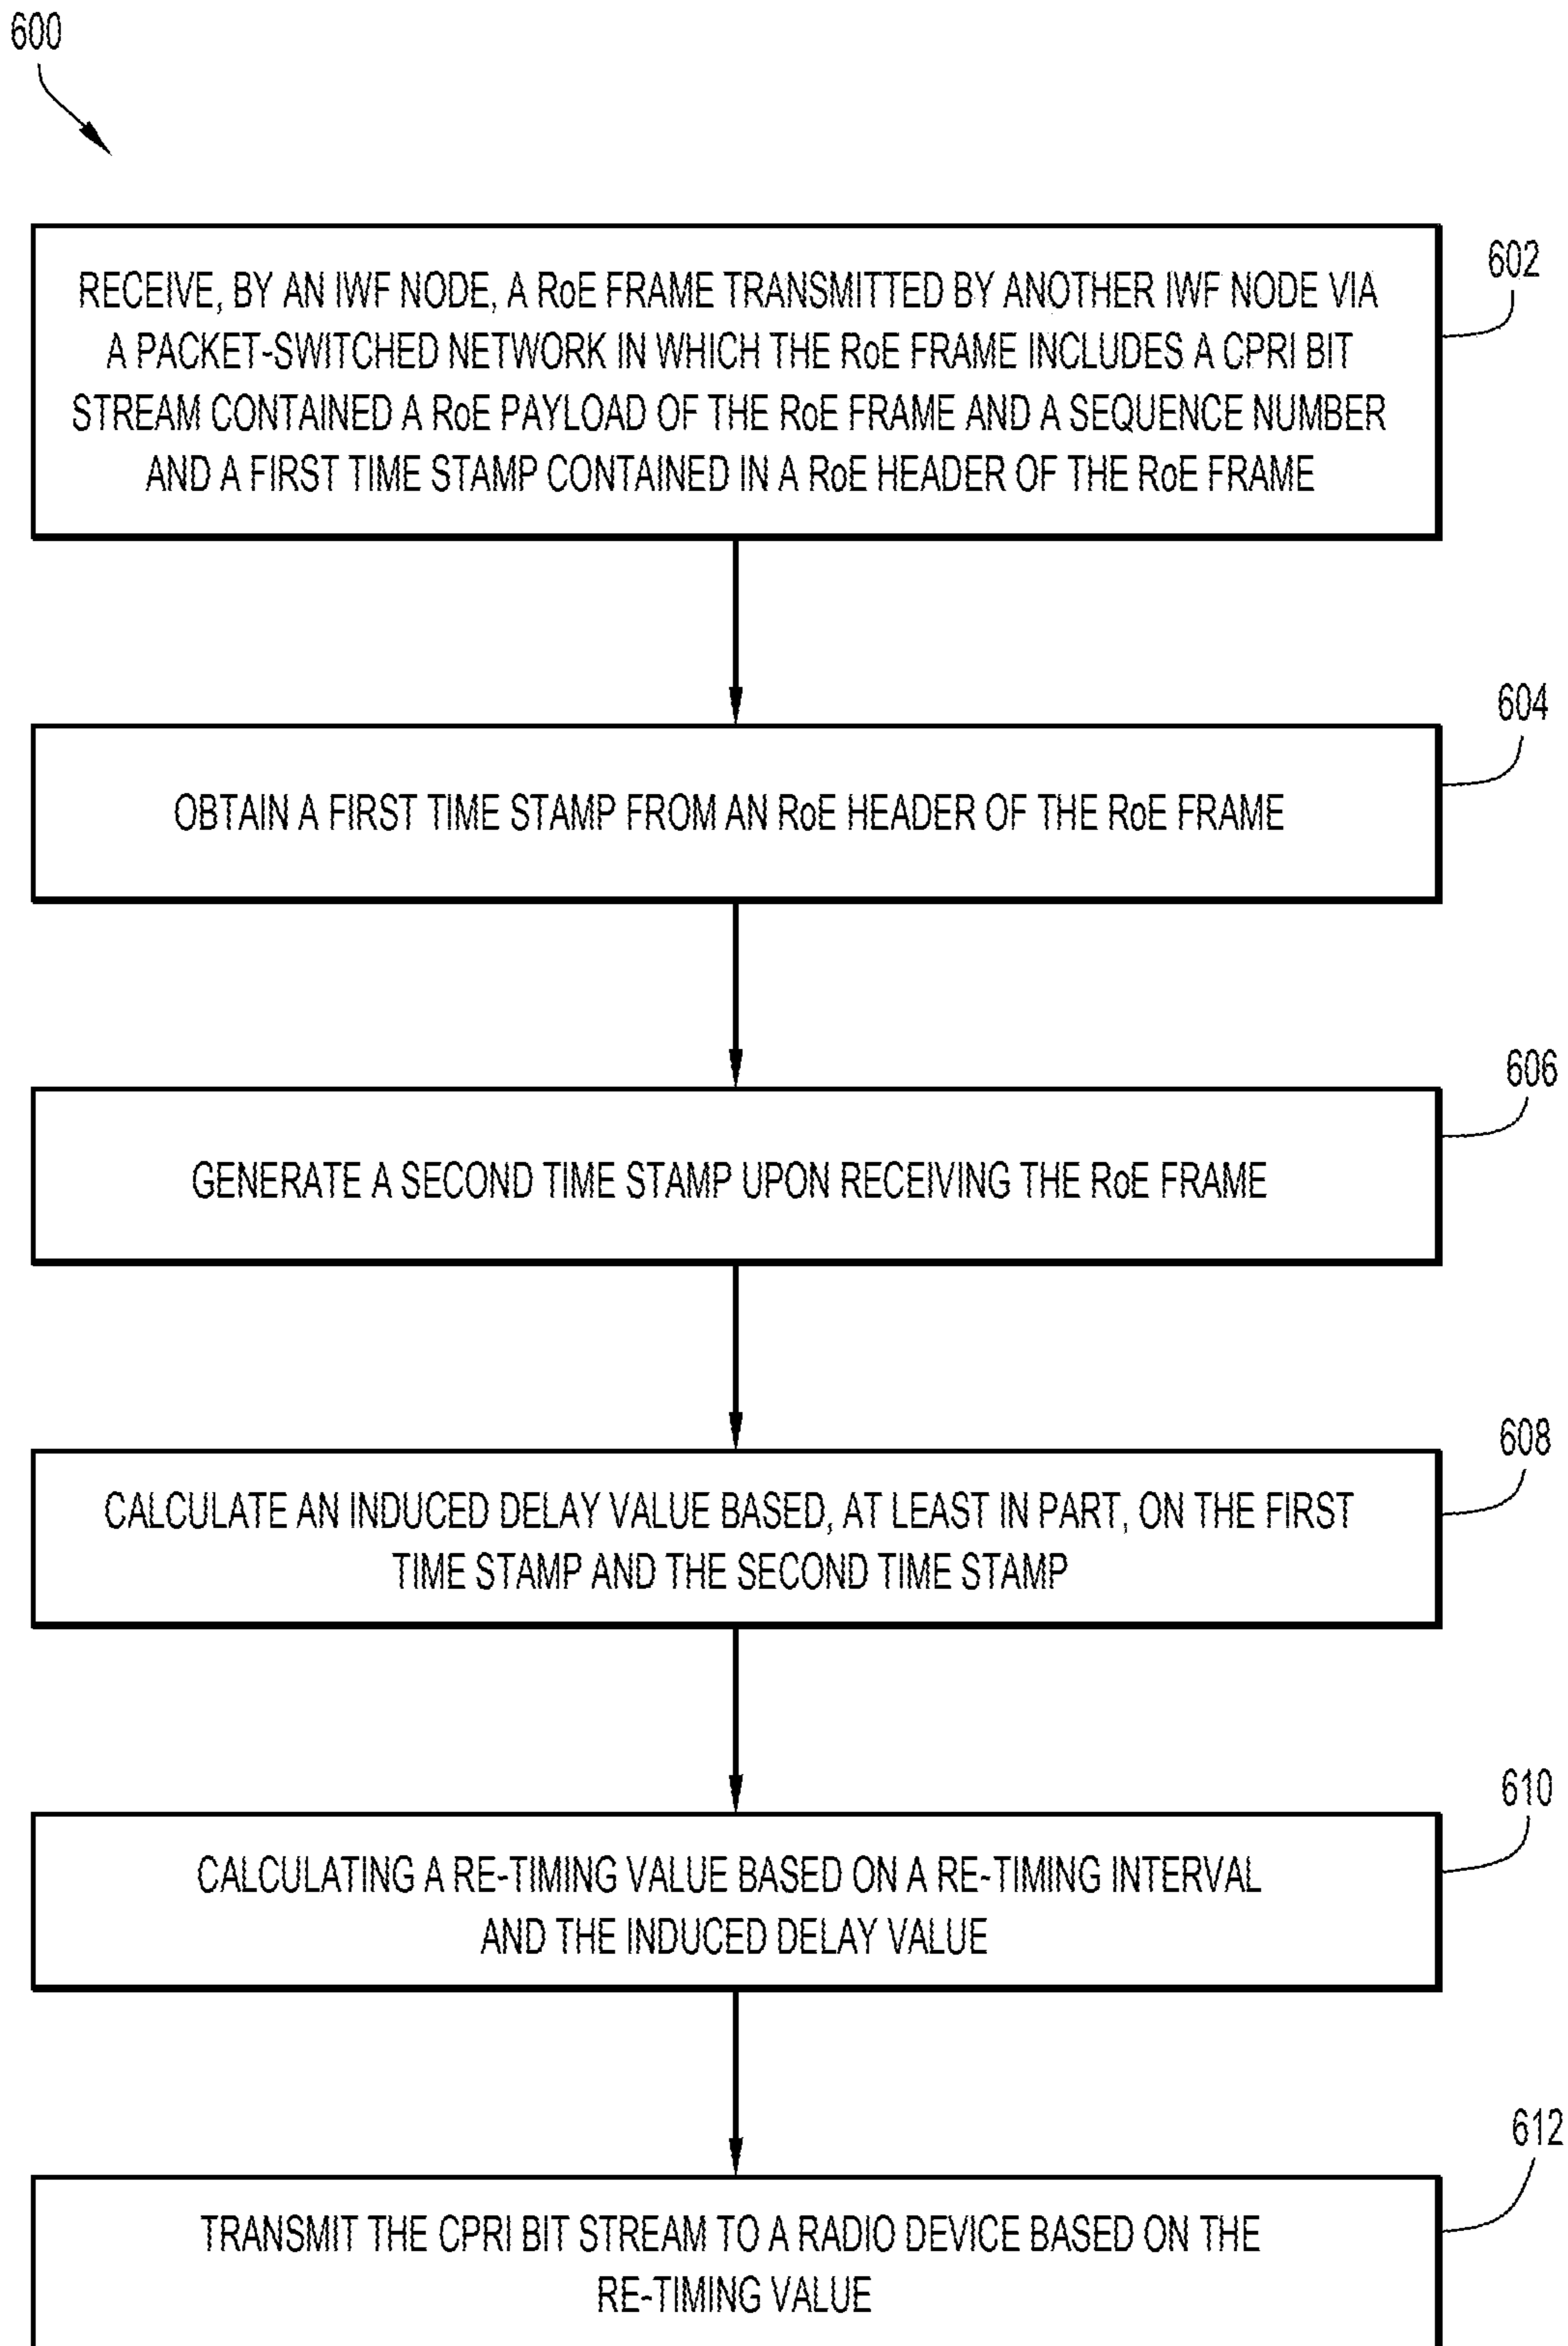 600
RECEIVE, BY AN IWF NODE, A RoE FRAME TRANSMITTED BY ANOTHER IWF NODE VIA
A PACKET-SWITCHED NETWORK IN WHICH THE RoE FRAME INCLUDES A CPRI BIT
STREAM CONTAINED A RoE PAYLOAD OF THE RoE FRAME AND A SEQUENCE NUMBER
AND A FIRST TIME STAMP CONTAINED IN A RoE HEADER OF THE RoE FRAME
602
OBTAIN A FIRST TIME STAMP FROM AN RoE HEADER OF THE RoE FRAME
604
GENERATE A SECOND TIME STAMP UPON RECEIVING THE RoE FRAME
606
CALCULATE AN INDUCED DELAY VALUE BASED, AT LEAST IN PART, ON THE FIRST
TIME STAMP AND THE SECOND TIME STAMP
608
CALCULATING A RE-TIMING VALUE BASED ON A RE-TIMING INTERVAL
AND THE INDUCED DELAY VALUE
610
TRANSMIT THE CPRI BIT STREAM TO A RADIO DEVICE BASED ON THE
RE-TIMING VALUE
612